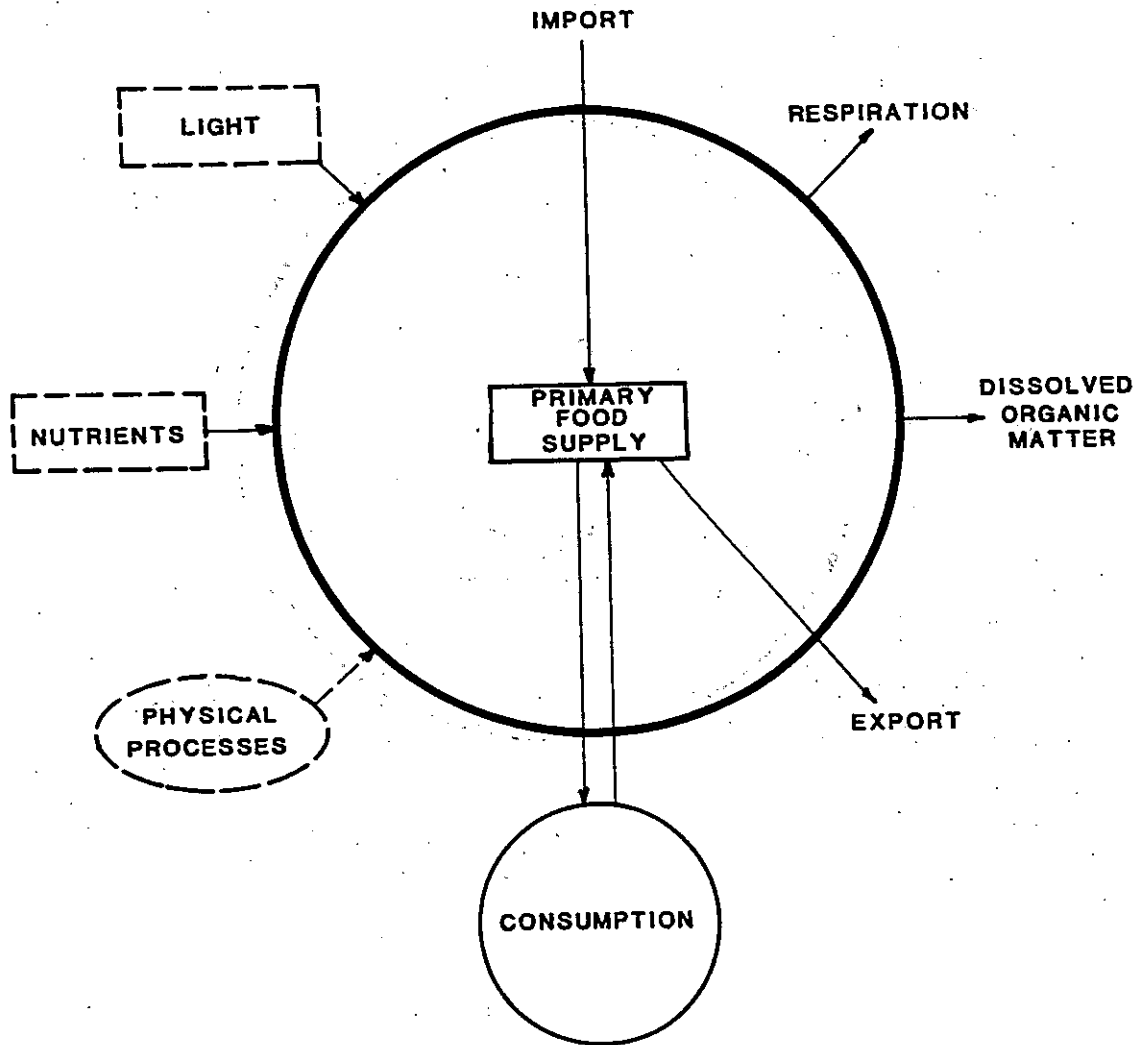 IMPORT
LIGHT
RESPIRATION
PRIMARY
FOOD
SUPPLY
NUTRIENTS
DISSOLVED
ORGANIC
MATTER
PHYSICAL
PROCESSES
EXPORT
CONSUMPTION